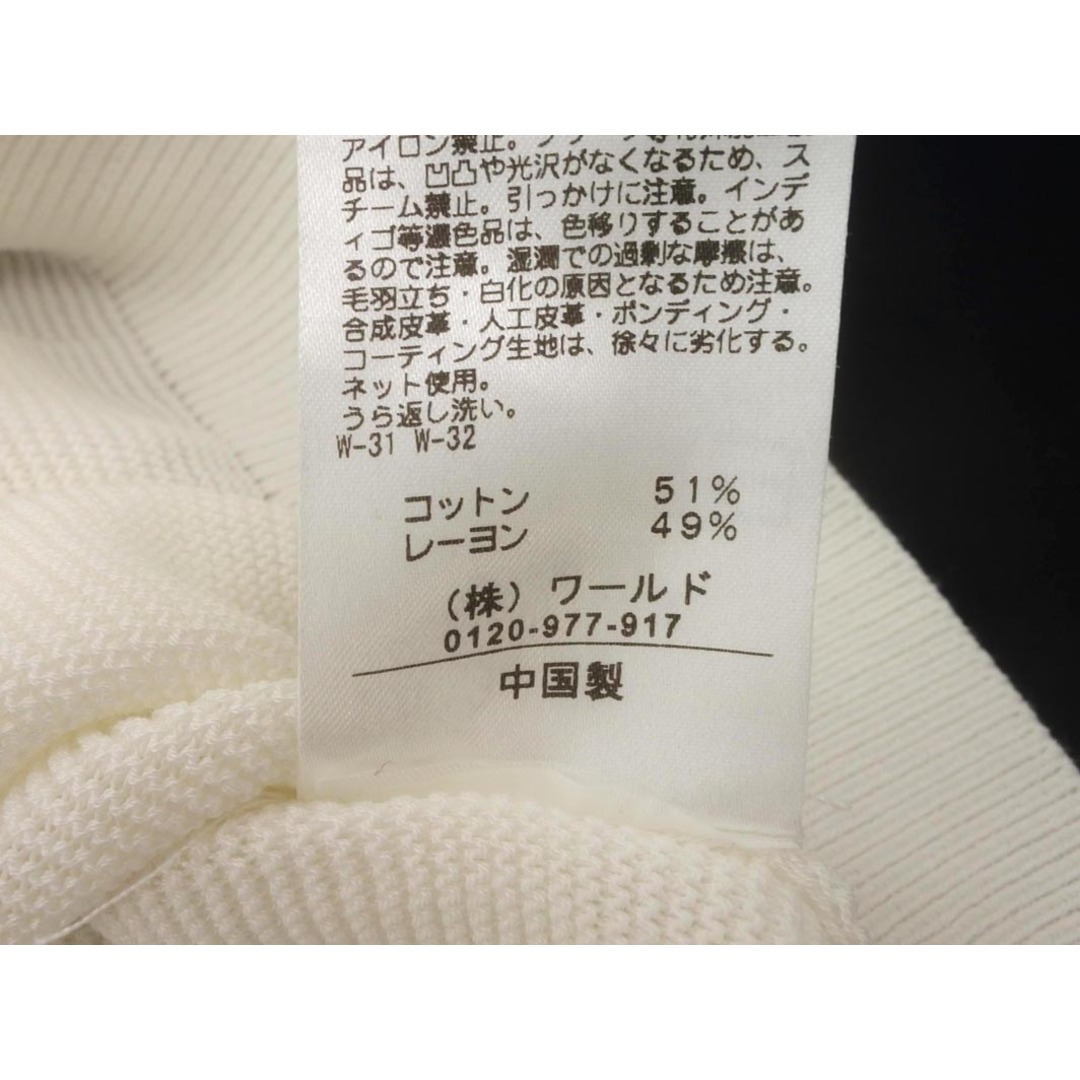 アイロン禁止。
品は、凹凸や光沢がなくなるため、ス
チーム禁止。引っかけに注意。インデ
ィゴ等濃色品は、色移りすることがあ
るので注意。湿潤での過剰な摩擦は、
毛羽立ち・白化の原因となるため注意。
合成皮革・人工皮革・ボンディング・
コーティング生地は、徐々に劣化する。
ネット使用。
うら返し洗い。
W-31 W-32
コットン 51%
レーヨン 49%
(株) ワールド
0120-977-917
中国製